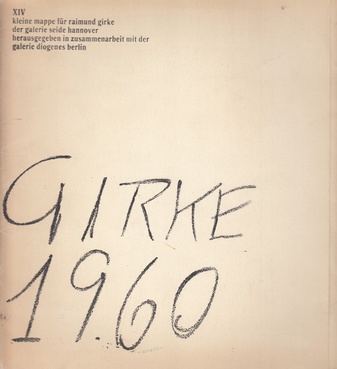 XIV
kleine mappe für raimund girke
der galerie seide hannover
herausgegeben in zusammenarbeit mit der
galerie diogenes berlin
GIRKE
1960